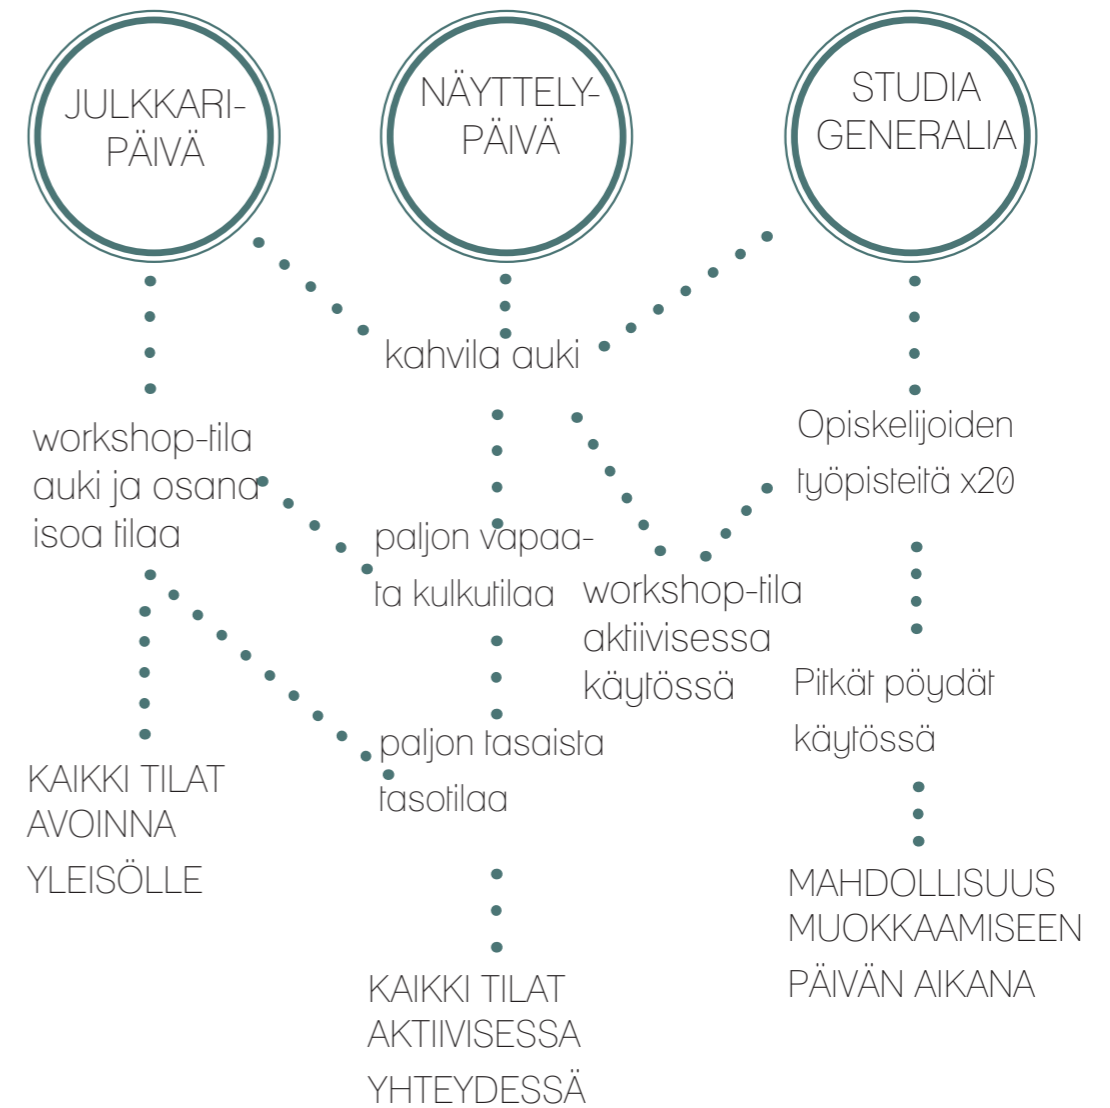 JULKKARI-
PÄIVÄ
NÄYTTELY-
PÄIVÄ
STUDIA
GENERALIA
kahvila auki
workshop-tila
auki ja osana
isoa tilaa
Opiskelijoiden
työpisteitä x20
paljon vapaa-
ta kulkutilaa
workshop-tila
aktiivisessa
käytössä
Pitkät pöydät
käytössä
paljon tasaista
tasotilaa
KAIKKI TILAT
AVOINNA
YLEISÖLLE
MAHDOLLISUUS
MUOKKAAMISEEN
PÄIVÄN AIKANA
KAIKKI TILAT
AKTIIVISESSA
YHTEYDESSÄ